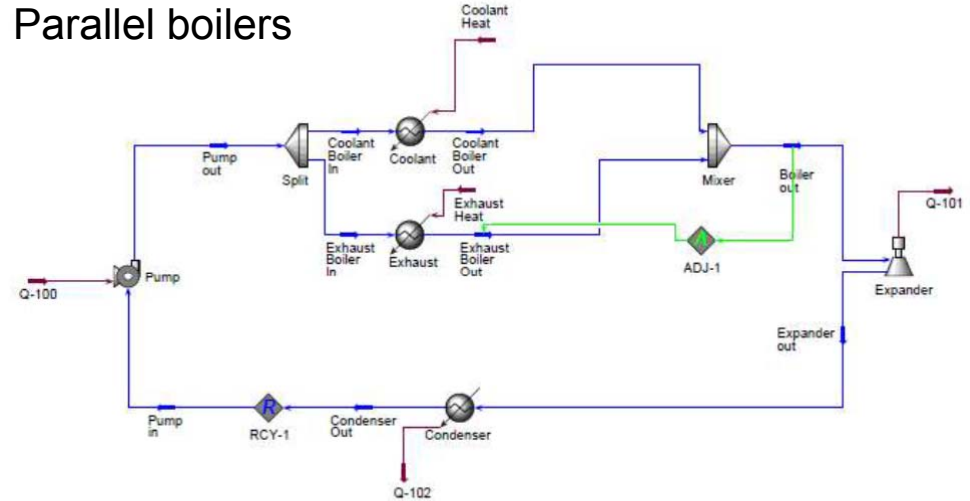 Parallel boilers
Coolant
Heat
Pump
out
Split
Coolant
Boiler
In
Coolant
Coolant
Boiler
Out
Mixer
Boiler
out
Exhaust
Heat
Exhaust
Boiler
In
Exhaust
Exhaust
Boiler
Out
A
ADJ-1
Q-101
Expander
Q-100
Pump
Expander
out
Pump
in
R
RCY-1
Condenser
Out
Condenser
Q-102